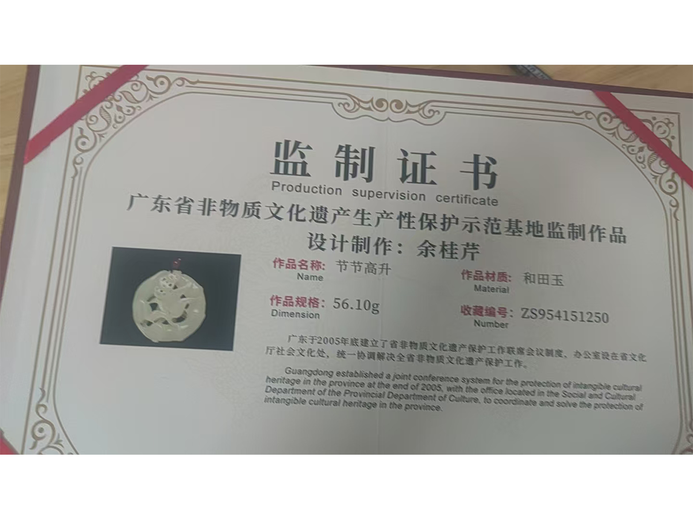 监制证书
Production supervision certificate
广东省非物质文化遗产生产性保护示范基地监制作品
设计制作：余桂芹
作品名称：节节高升
Name
作品材质：和田玉
Material
作品规格：56.10g
Dimension
收藏编号：ZS954151250
Number
广东于2005年底建立了省非物质文化遗产保护工作联席会议制度，办公室设在省文化
厅社会文化处，统一协调解决全省非物质文化遗产保护工作。
Guangdong established a joint conference system for the protection of intangible cultural
heritage in the province at the end of 2005, with the office located in the Social and Cultural
Department of the Provincial Department of Culture, to coordinate and solve the protection of
intangible cultural heritage in the province.